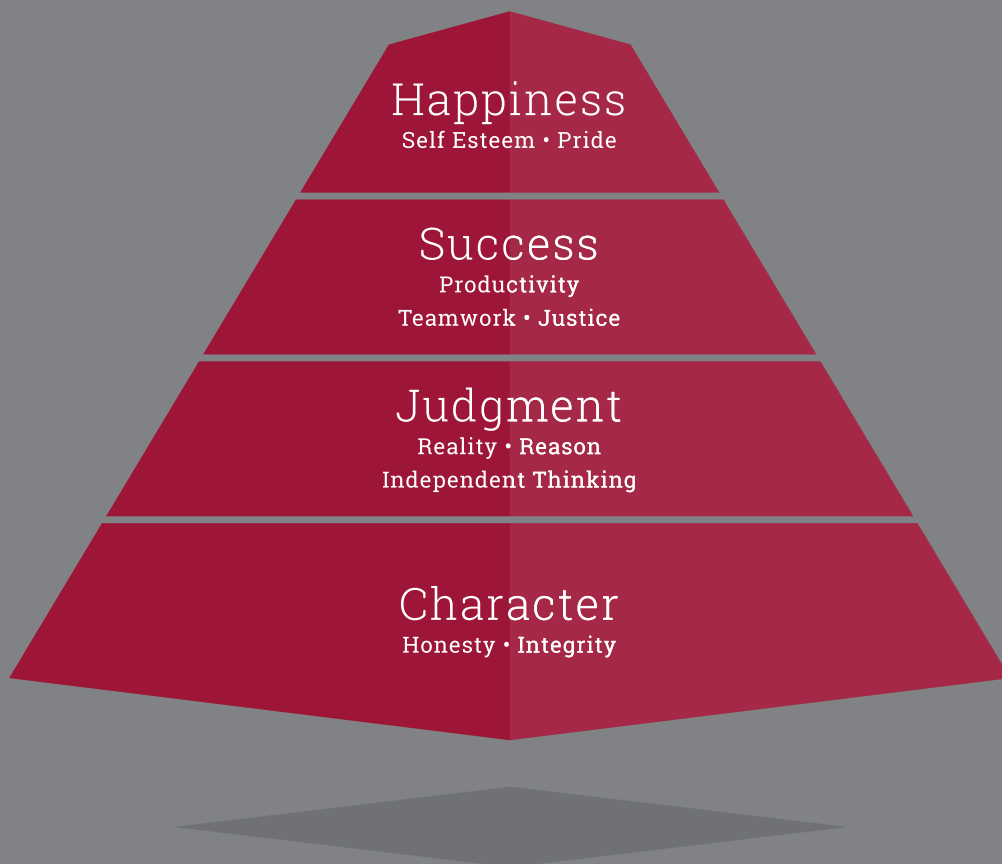 Happiness
Self Esteem • Pride
Success
Productivity
Teamwork • Justice
Judgment
Reality • Reason
Independent Thinking
Character
Honesty • Integrity